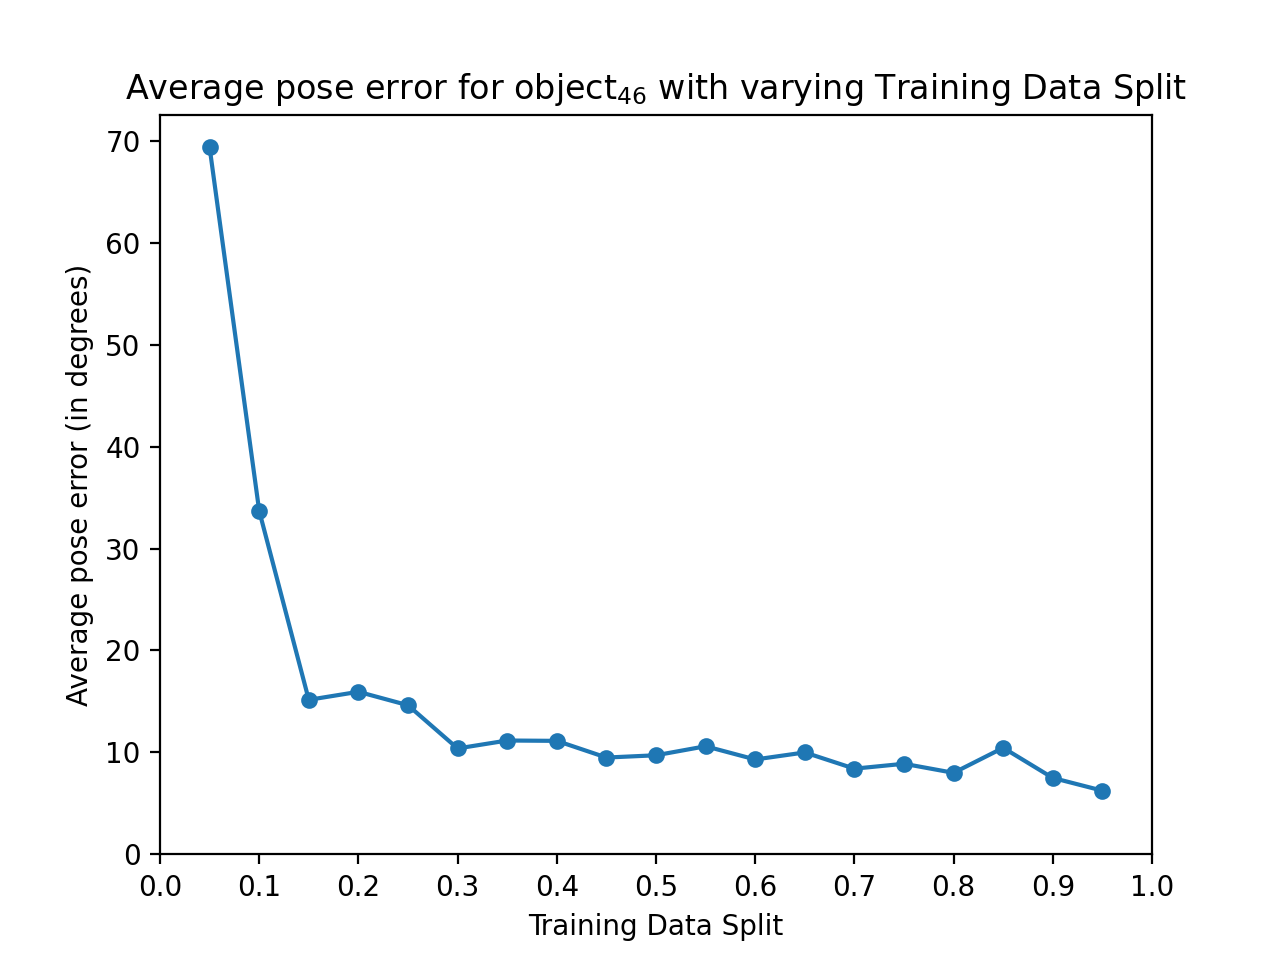 Average pose error for object₄₆ with varying Training Data Split
70
60
50
40
30
20
10
0
Average pose error (in degrees)
0.0 0.1 0.2 0.3 0.4 0.5 0.6 0.7 0.8 0.9 1.0
Training Data Split